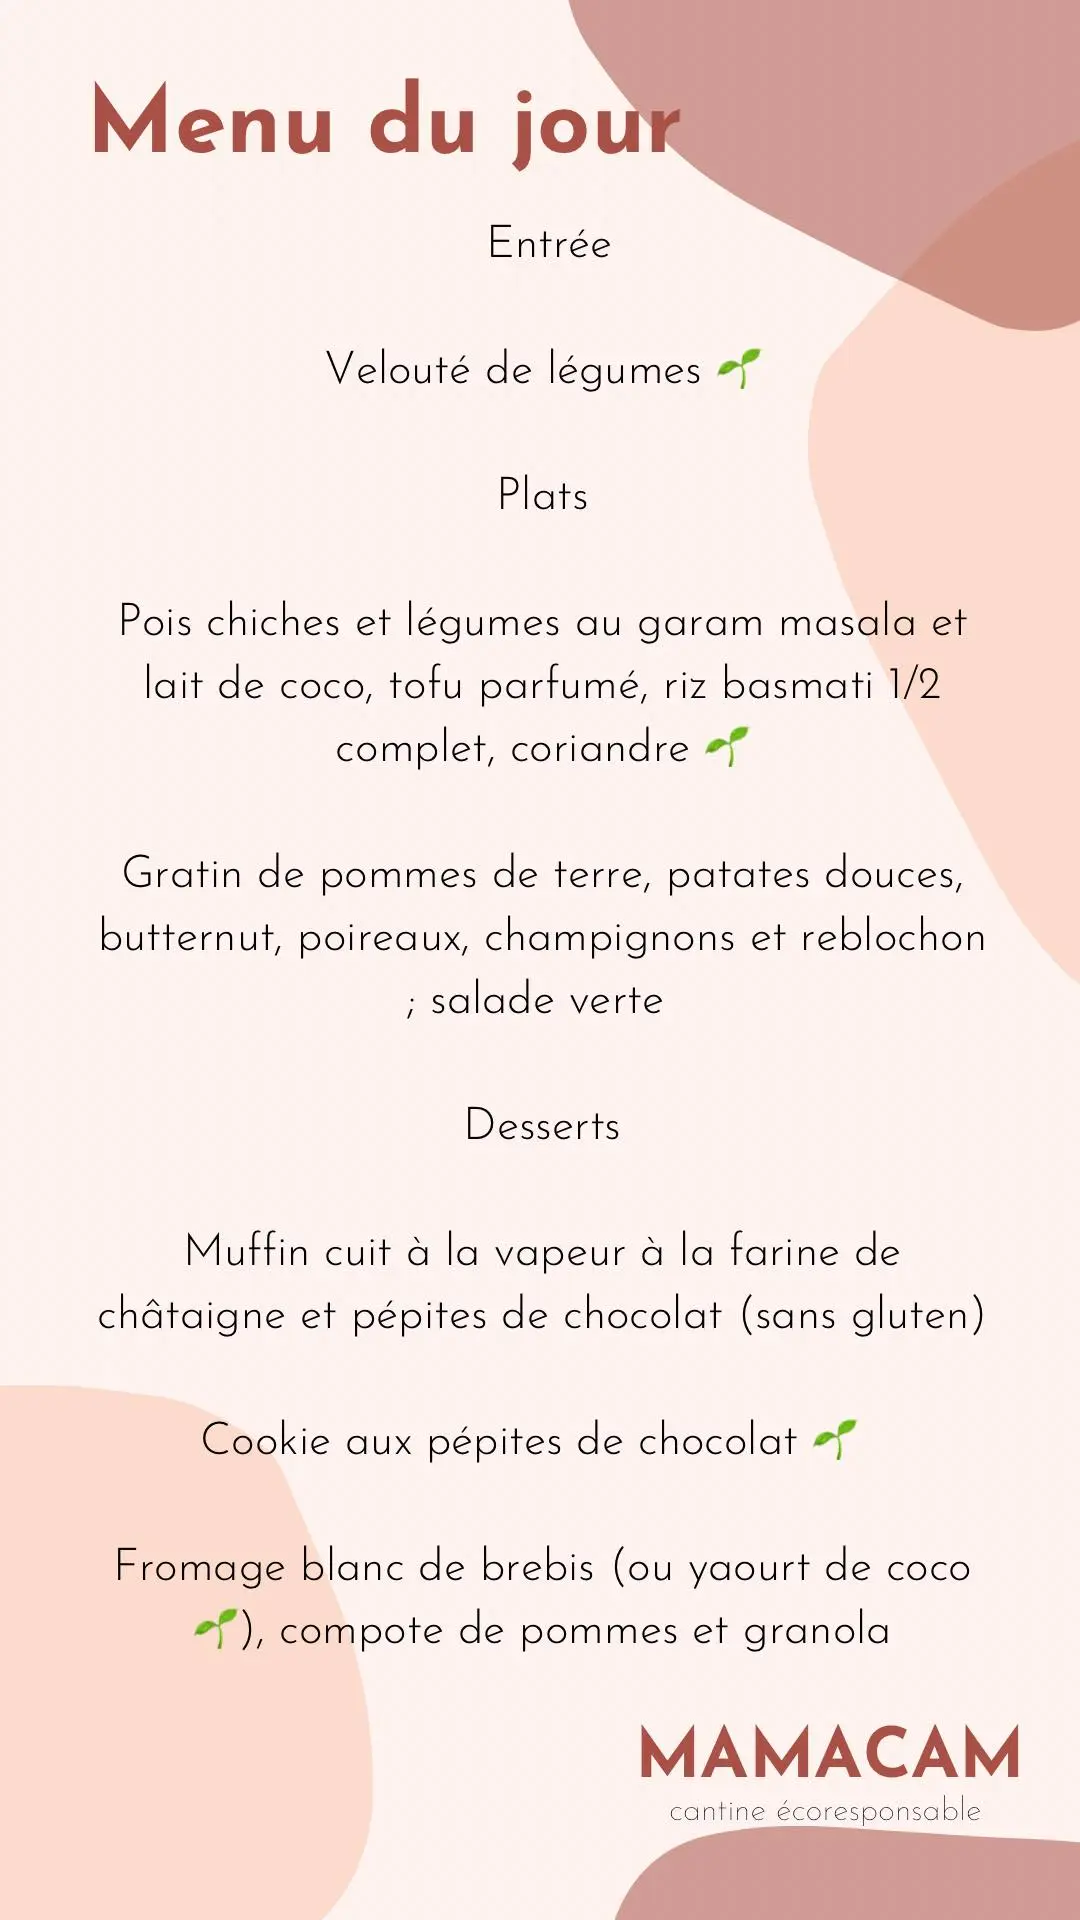 Menu du jour
Entrée
Velouté de légumes 🌱
Plats
Pois chiches et légumes au garam masala et
lait de coco, tofu parfumé, riz basmati 1/2
complet, coriandre 🌱
Gratin de pommes de terre, patates douces,
butternut, poireaux, champignons et reblochon
; salade verte
Desserts
Muffin cuit à la vapeur à la farine de
châtaigne et pépites de chocolat (sans gluten)
Cookie aux pépites de chocolat 🌱
Fromage blanc de brebis (ou yaourt de coco
🌱), compote de pommes et granola
MAMACAM
cantine écoresponsable